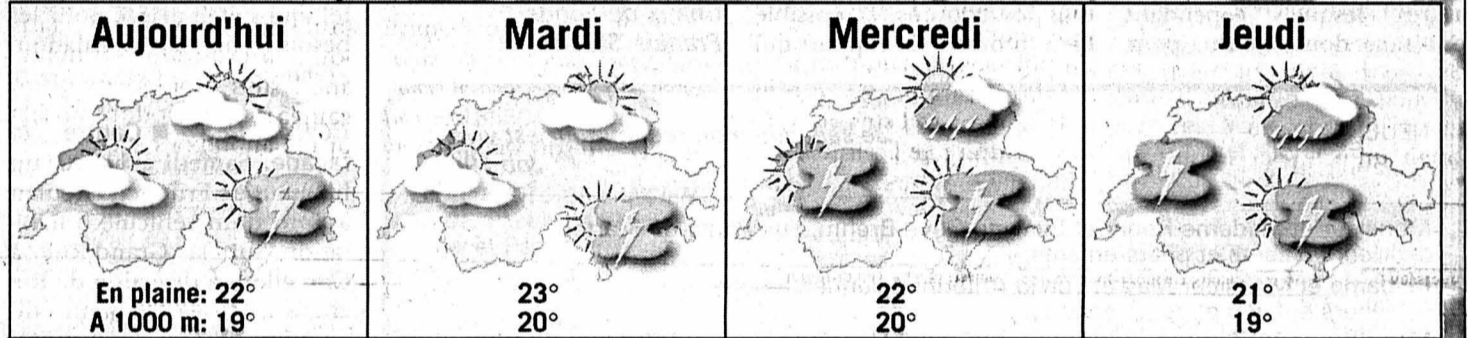 Aujourd'hui
Mardi
Mercredi
Jeudi
En plaine: 22°
A 1000 m: 19°
23°
20°
22°
20°
21°
19°